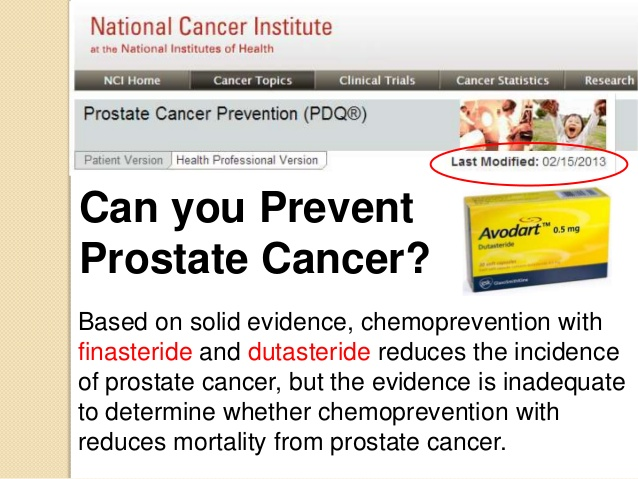 National Cancer Institute
at the National Institutes of Health
NCI Home Cancer Topics Clinical Trials Cancer Statistics Research
Prostate Cancer Prevention (PDQ®)
Patient Version Health Professional Version
Last Modified: 02/15/2013
Can you Prevent
Prostate Cancer?
Avodart™ 0.5 mg
Dutasteride
GlaxoSmithKline
Based on solid evidence, chemoprevention with
finasteride and dutasteride reduces the incidence
of prostate cancer, but the evidence is inadequate
to determine whether chemoprevention with
reduces mortality from prostate cancer.